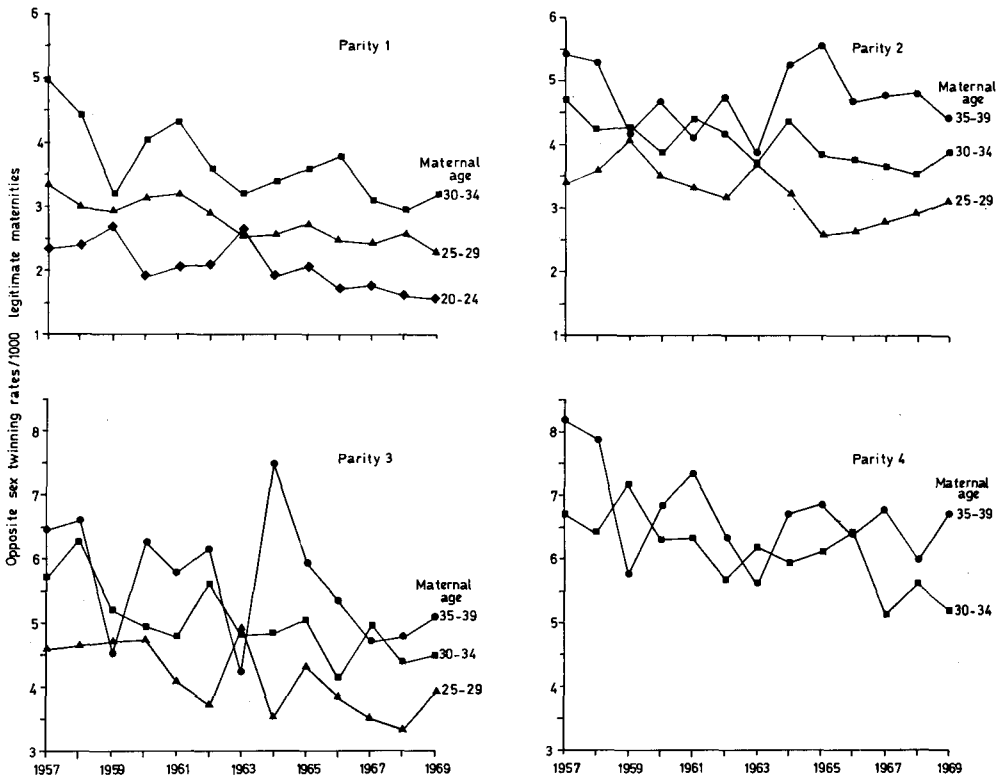 Opposite sex twinning rates/1000 legitimate maternities
6
5
4
3
2
1
Parity 1
Maternal
age
30-34
25-29
20-24
6
5
4
3
2
1
Parity 2
Maternal
age
35-39
30-34
25-29
8
7
6
5
4
3
Parity 3
Maternal
age
35-39
30-34
25-29
1957 1959 1961 1963 1965 1967 1969
8
7
6
5
4
3
Parity 4
Maternal
age
35-39
30-34
1957 1959 1961 1963 1965 1967 1969